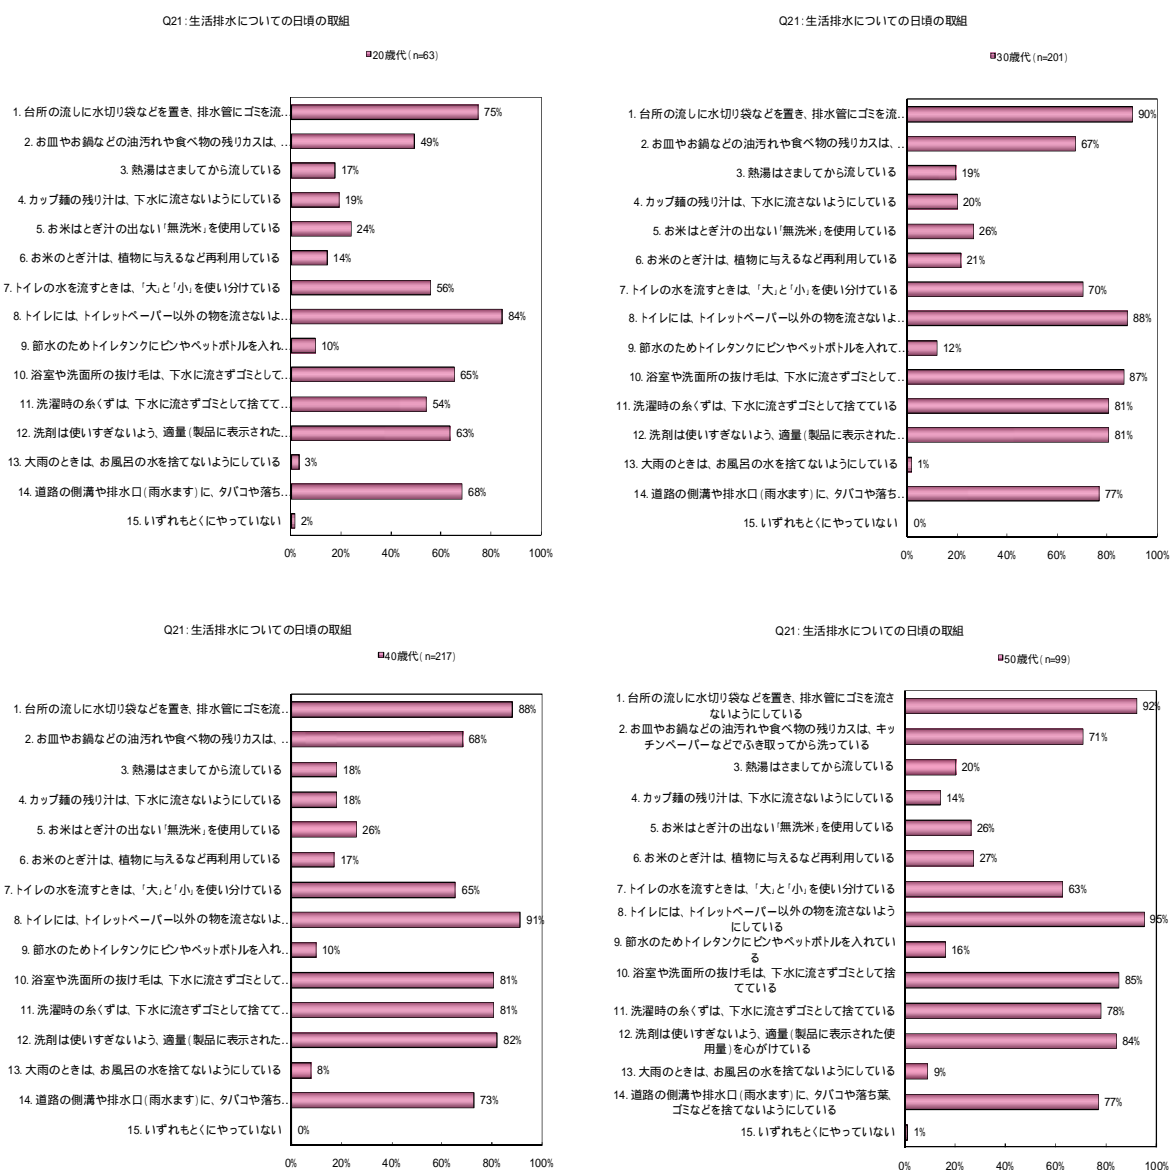 Q21:生活排水についての日頃の取組
20歳代(n=63)
1. 台所の流しに水切り袋などを置き、排水管にゴミを流... 75%
2. お皿やお鍋などの油汚れや食べ物の残りカスは、... 49%
3. 熱湯はさましてから流している 17%
4. カップ麺の残り汁は、下水に流さないようにしている 19%
5. お米はとぎ汁の出ない「無洗米」を使用している 24%
6. お米のとぎ汁は、植物に与えるなど再利用している 14%
7. トイレの水を流すときは、「大」と「小」を使い分けている 56%
8. トイレには、トイレットペーパー以外の物を流さないよ... 84%
9. 節水のためトイレタンクにビンやペットボトルを入れ... 10%
10. 浴室や洗面所の抜け毛は、下水に流さずゴミとして... 65%
11. 洗濯時の糸くずは、下水に流さずゴミとして捨てて... 54%
12. 洗剤は使いすぎないよう、適量(製品に表示された... 63%
13. 大雨のときは、お風呂の水を捨てないようにしている 3%
14. 道路の側溝や排水口(雨水ます)に、タバコや落ち... 68%
15. いずれもとくにやっていない 2%
0% 20% 40% 60% 80% 100%
Q21:生活排水についての日頃の取組
30歳代(n=201)
1. 台所の流しに水切り袋などを置き、排水管にゴミを流... 90%
2. お皿やお鍋などの油汚れや食べ物の残りカスは、... 67%
3. 熱湯はさましてから流している 19%
4. カップ麺の残り汁は、下水に流さないようにしている 20%
5. お米はとぎ汁の出ない「無洗米」を使用している 26%
6. お米のとぎ汁は、植物に与えるなど再利用している 21%
7. トイレの水を流すときは、「大」と「小」を使い分けている 70%
8. トイレには、トイレットペーパー以外の物を流さないよ... 88%
9. 節水のためトイレタンクにビンやペットボトルを入れて... 12%
10. 浴室や洗面所の抜け毛は、下水に流さずゴミとして... 87%
11. 洗濯時の糸くずは、下水に流さずゴミとして捨てている 81%
12. 洗剤は使いすぎないよう、適量(製品に表示された... 81%
13. 大雨のときは、お風呂の水を捨てないようにしている 1%
14. 道路の側溝や排水口(雨水ます)に、タバコや落ち... 77%
15. いずれもとくにやっていない 0%
0% 20% 40% 60% 80% 100%
Q21:生活排水についての日頃の取組
40歳代(n=217)
1. 台所の流しに水切り袋などを置き、排水管にゴミを流... 88%
2. お皿やお鍋などの油汚れや食べ物の残りカスは、... 68%
3. 熱湯はさましてから流している 18%
4. カップ麺の残り汁は、下水に流さないようにしている 18%
5. お米はとぎ汁の出ない「無洗米」を使用している 26%
6. お米のとぎ汁は、植物に与えるなど再利用している 17%
7. トイレの水を流すときは、「大」と「小」を使い分けている 65%
8. トイレには、トイレットペーパー以外の物を流さないよ... 91%
9. 節水のためトイレタンクにビンやペットボトルを入れ... 10%
10. 浴室や洗面所の抜け毛は、下水に流さずゴミとして... 81%
11. 洗濯時の糸くずは、下水に流さずゴミとして捨てて... 81%
12. 洗剤は使いすぎないよう、適量(製品に表示された... 82%
13. 大雨のときは、お風呂の水を捨てないようにしている 8%
14. 道路の側溝や排水口(雨水ます)に、タバコや落ち... 73%
15. いずれもとくにやっていない 0%
0% 20% 40% 60% 80% 100%
Q21:生活排水についての日頃の取組
50歳代(n=99)
1. 台所の流しに水切り袋などを置き、排水管にゴミを流さ
ないようにしている 92%
2. お皿やお鍋などの油汚れや食べ物の残りカスは、キッ
チンペーパーなどでふき取ってから洗っている 71%
3. 熱湯はさましてから流している 20%
4. カップ麺の残り汁は、下水に流さないようにしている 14%
5. お米はとぎ汁の出ない「無洗米」を使用している 26%
6. お米のとぎ汁は、植物に与えるなど再利用している 27%
7. トイレの水を流すときは、「大」と「小」を使い分けている 63%
8. トイレには、トイレットペーパー以外の物を流さないよう
にしている 95%
9. 節水のためトイレタンクにビンやペットボトルを入れてい
る 16%
10. 浴室や洗面所の抜け毛は、下水に流さずゴミとして捨
てている 85%
11. 洗濯時の糸くずは、下水に流さずゴミとして捨てている 78%
12. 洗剤は使いすぎないよう、適量(製品に表示された使
用量)を心がけている 84%
13. 大雨のときは、お風呂の水を捨てないようにしている 9%
14. 道路の側溝や排水口(雨水ます)に、タバコや落ち葉、
ゴミなどを捨てないようにしている 77%
15. いずれもとくにやっていない 1%
0% 20% 40% 60% 80% 100%